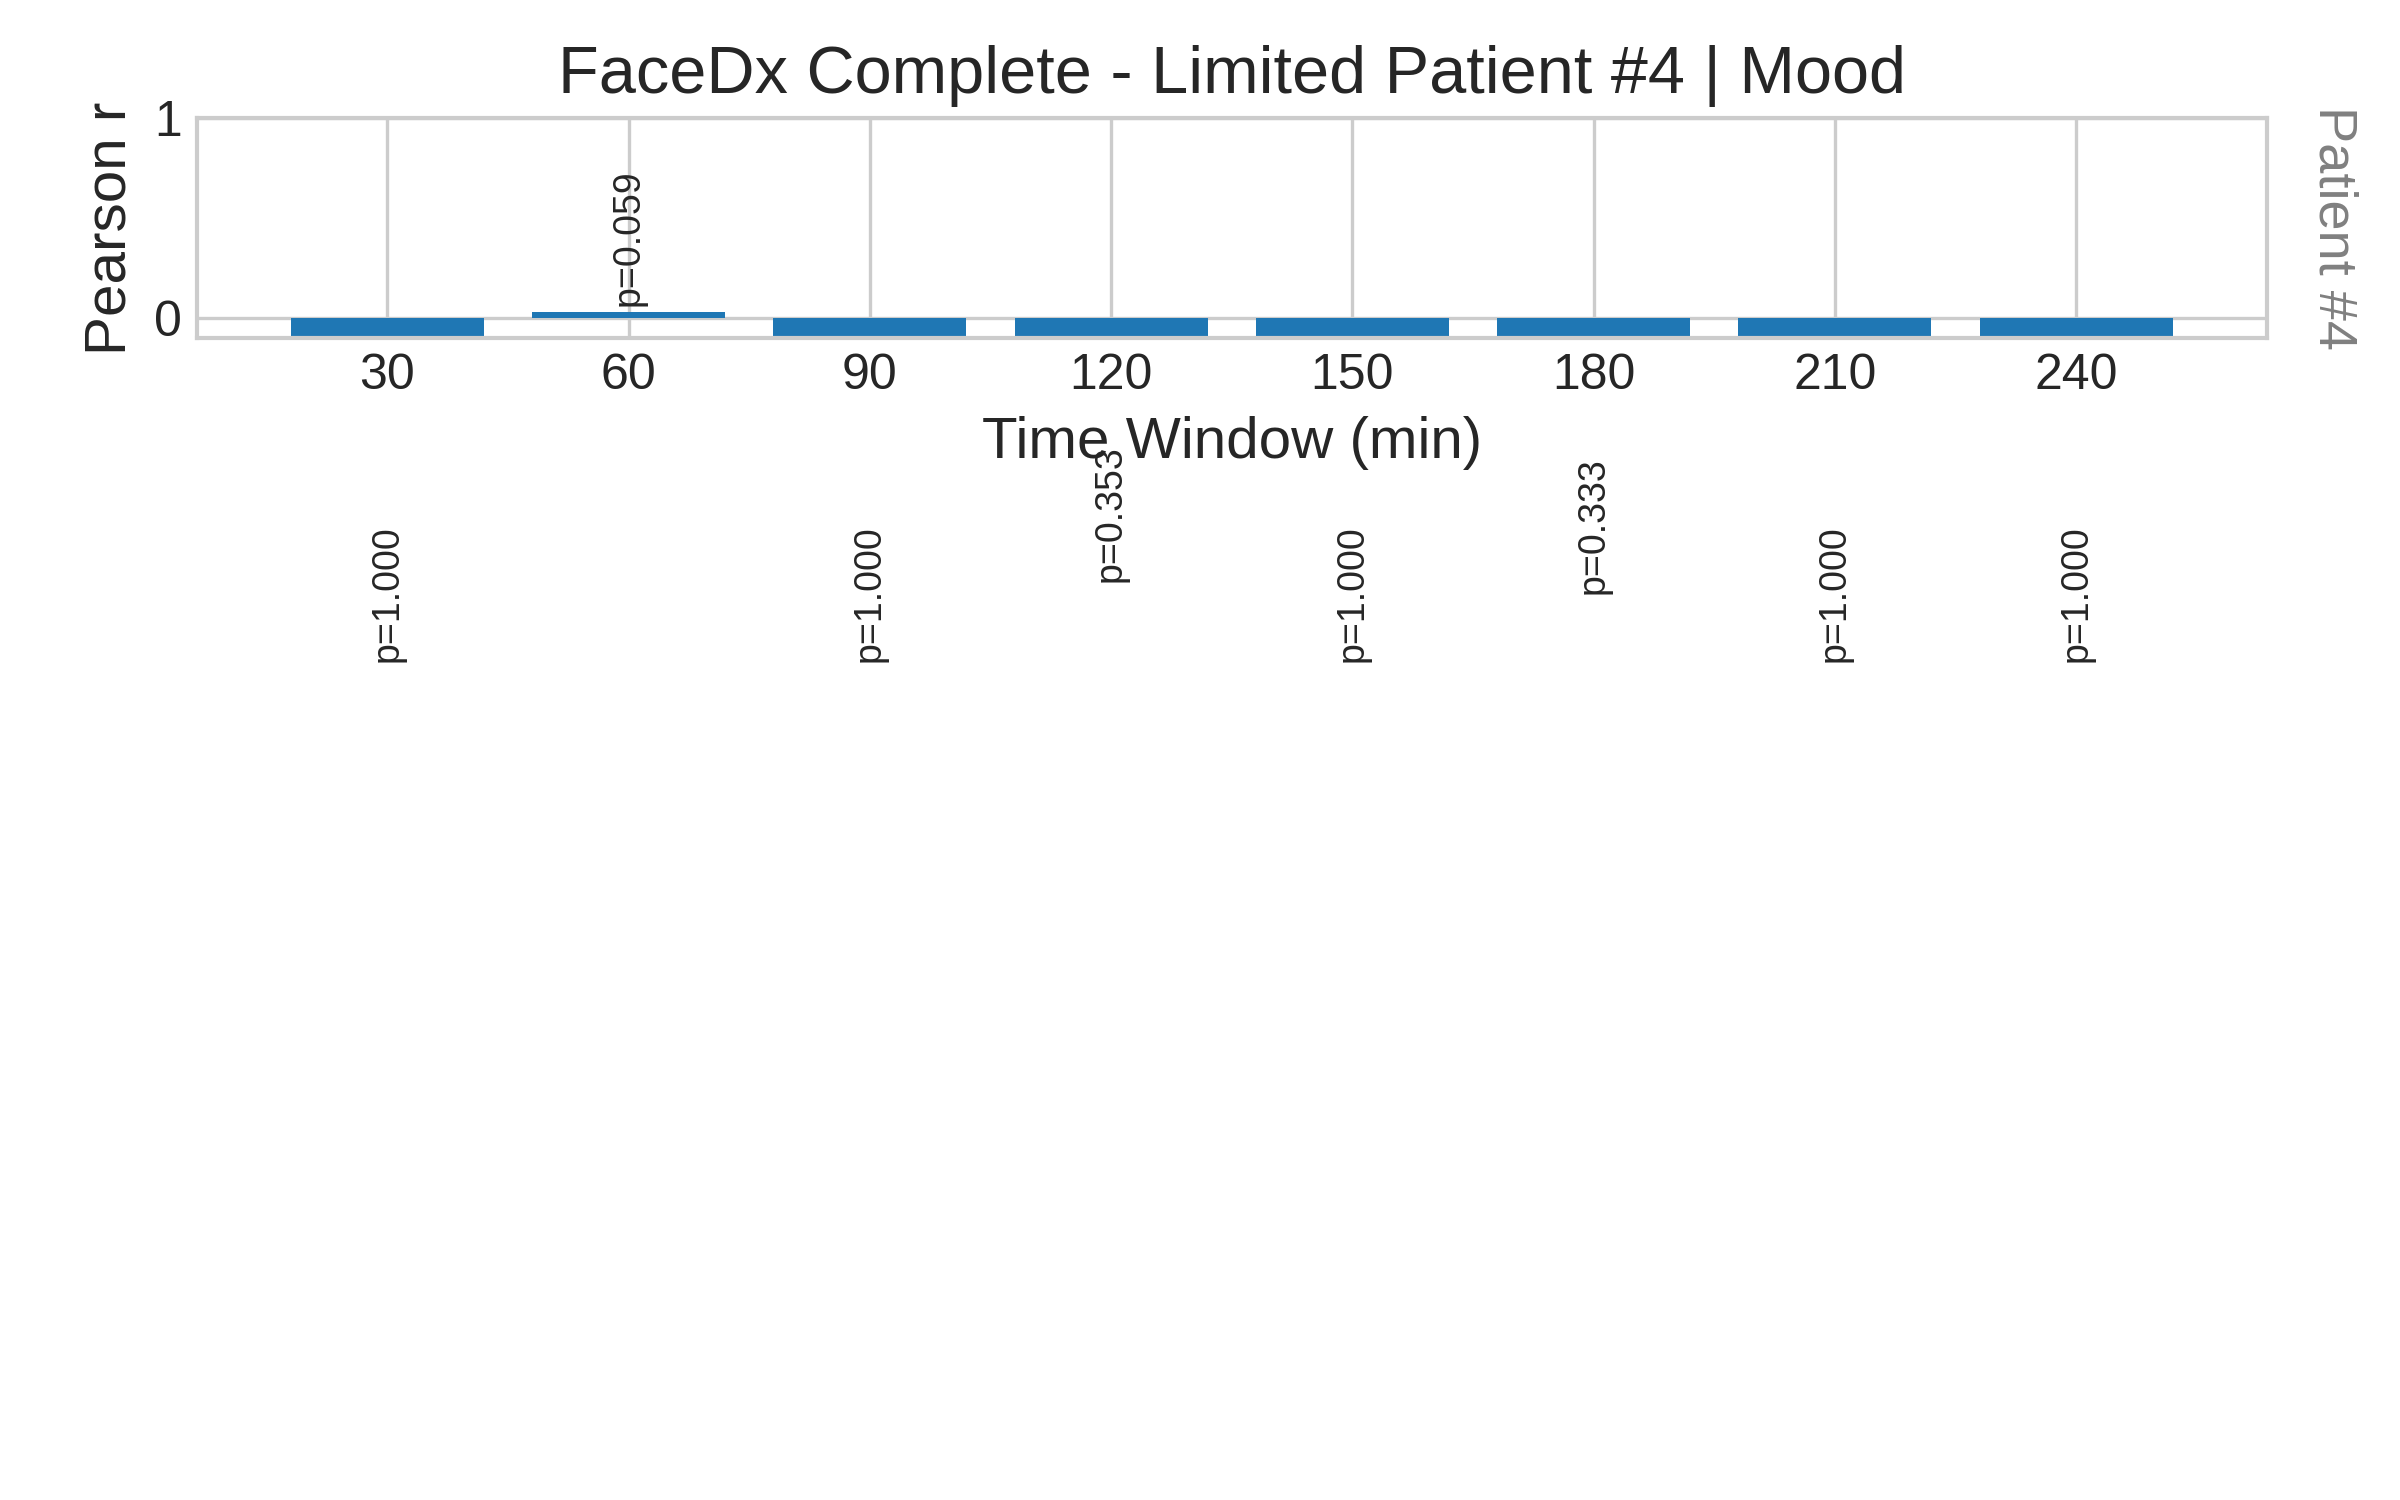 FaceDx Complete - Limited Patient #4 | Mood
Pearson r
1
0
p=0.059
Patient #4
30
60
90
120
150
180
210
240
Time Window (min)
p=1.000
p=1.000
p=0.353
p=1.000
p=0.333
p=1.000
p=1.000